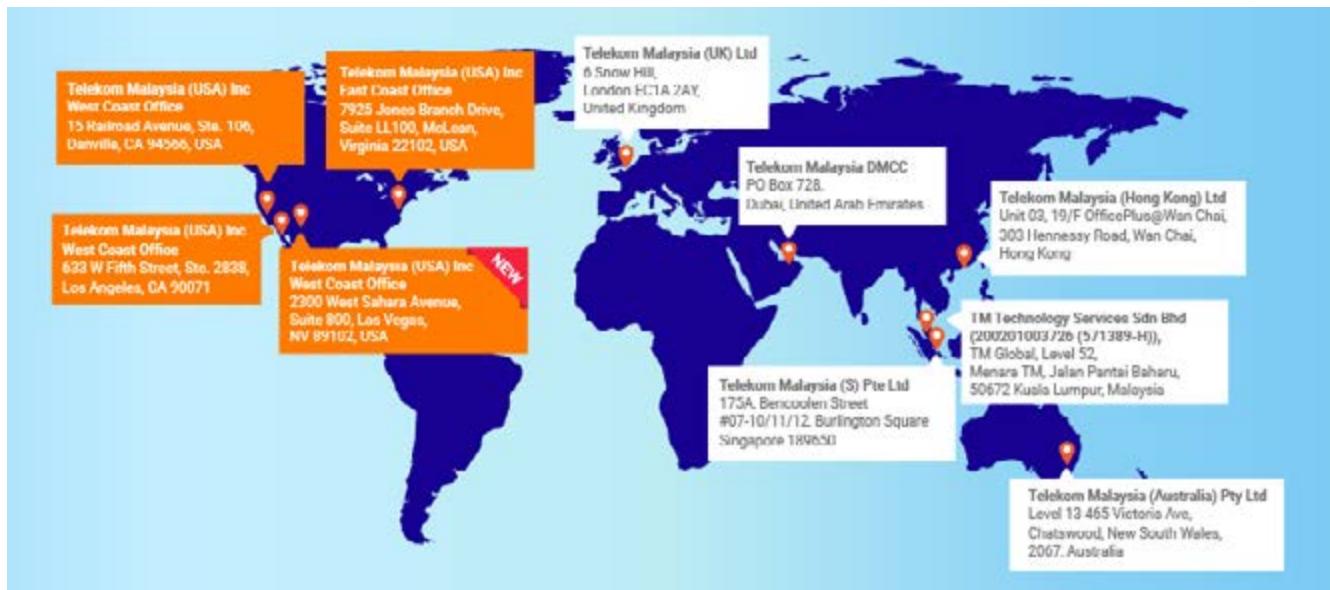 Telekom Malaysia (USA) Inc
West Coast Office
15 Railroad Avenue, Ste. 106,
Danville, CA 94566, USA
Telekom Malaysia (USA) Inc
East Coast Office
7925 Jones Branch Drive,
Suite LL100, McLean,
Virginia 22102, USA
Telekom Malaysia (UK) Ltd
6 Snow Hill,
London EC1A 2AY,
United Kingdom
Telekom Malaysia DMCC
PO Box 728.
Dubai, United Arab Emirates
Telekom Malaysia (Hong Kong) Ltd
Unit 03, 19/F OfficePlus@Wan Chai,
303 Hennessy Road, Wan Chai,
Hong Kong
Telekom Malaysia (USA) Inc
West Coast Office
633 W Fifth Street, Ste. 2838,
Los Angeles, CA 90071
Telekom Malaysia (USA) Inc
West Coast Office
2300 West Sahara Avenue,
Suite 800, Las Vegas,
NV 89102, USA
NEW
TM Technology Services Sdn Bhd
(200201003726 (571389-H)),
TM Global, Level 52,
Menara TM, Jalan Pantai Baharu,
50672 Kuala Lumpur, Malaysia
Telekom Malaysia (S) Pte Ltd
175A. Bencoolen Street
#07-10/11/12. Burlington Square
Singapore 189650
Telekom Malaysia (Australia) Pty Ltd
Level 13 465 Victoria Ave,
Chatswood, New South Wales,
2067. Australia